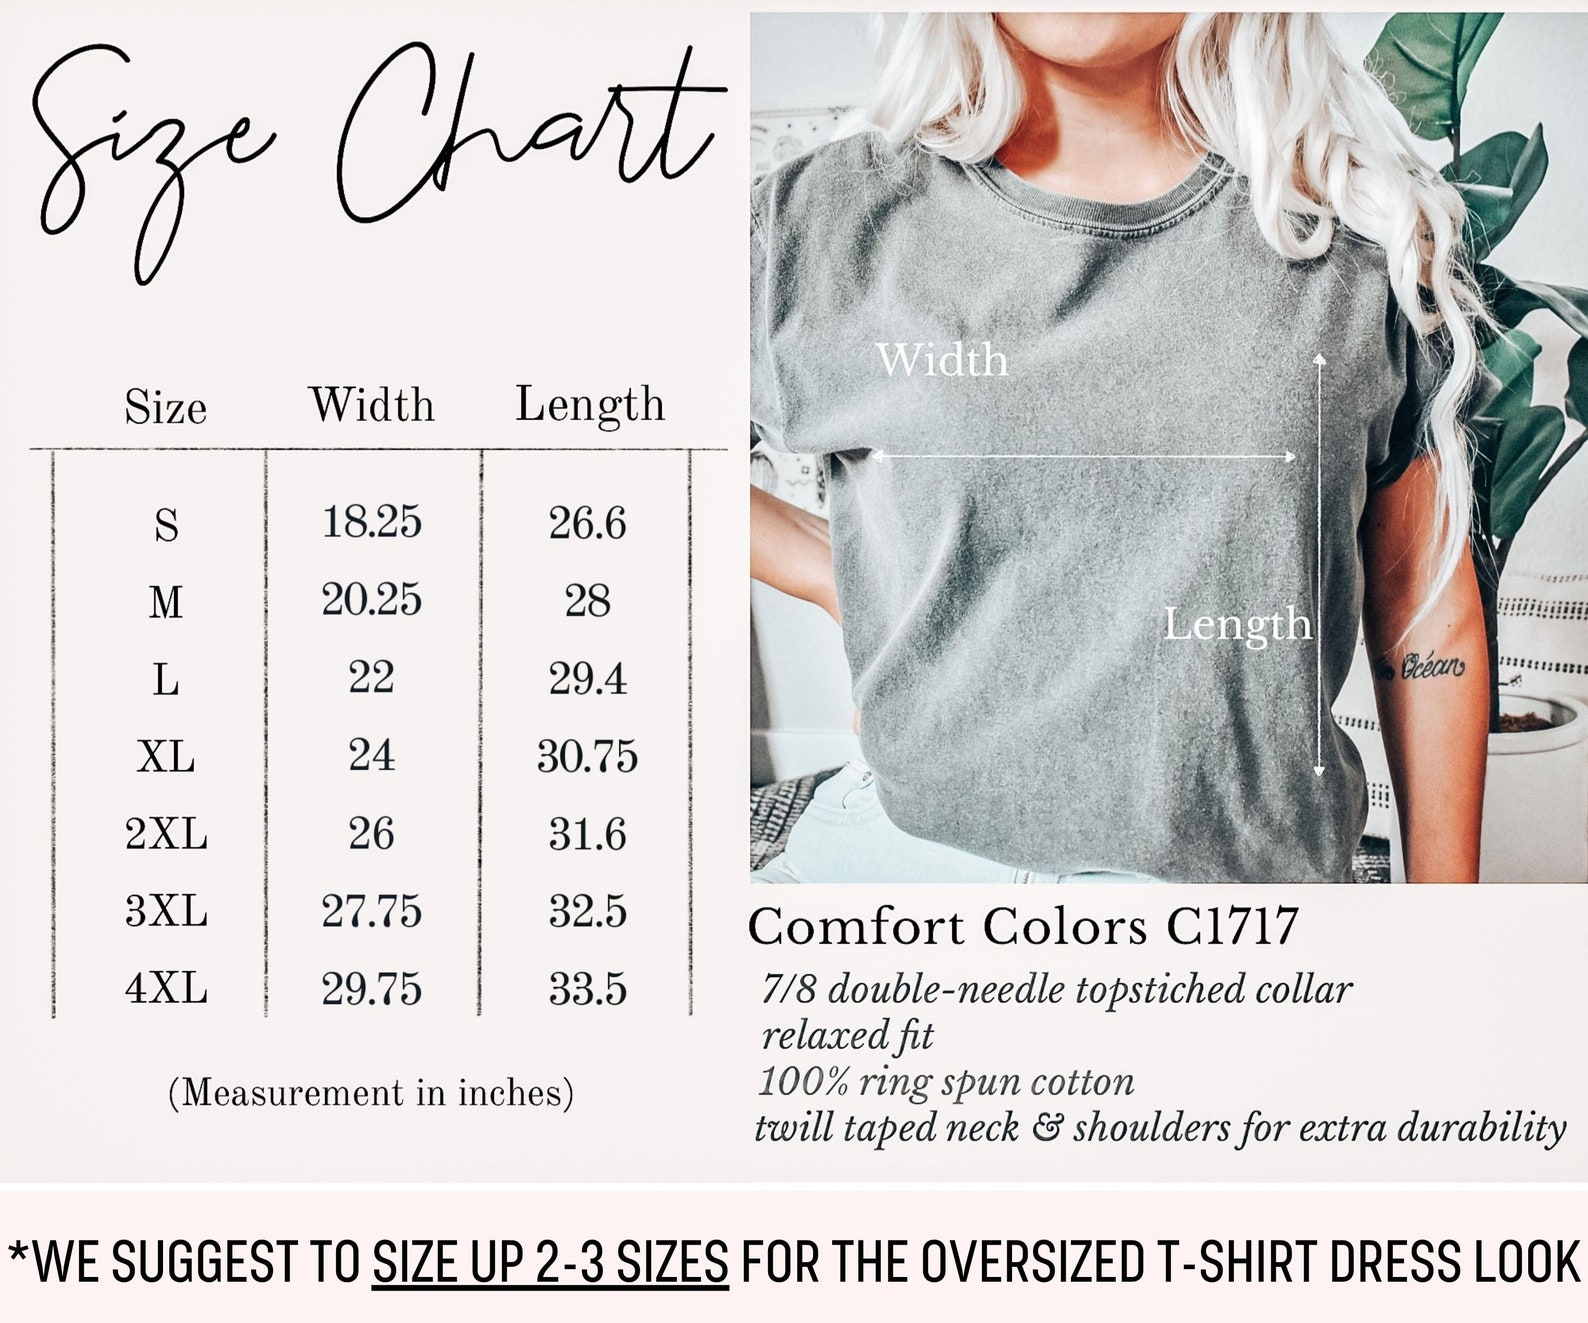 Size Chart
Size Width Length
S 18.25 26.6
M 20.25 28
L 22 29.4
XL 24 30.75
2XL 26 31.6
3XL 27.75 32.5
4XL 29.75 33.5
(Measurement in inches)
Width
Length
Océan
Comfort Colors C1717
7/8 double-needle topstiched collar
relaxed fit
100% ring spun cotton
twill taped neck & shoulders for extra durability
*WE SUGGEST TO SIZE UP 2-3 SIZES FOR THE OVERSIZED T-SHIRT DRESS LOOK